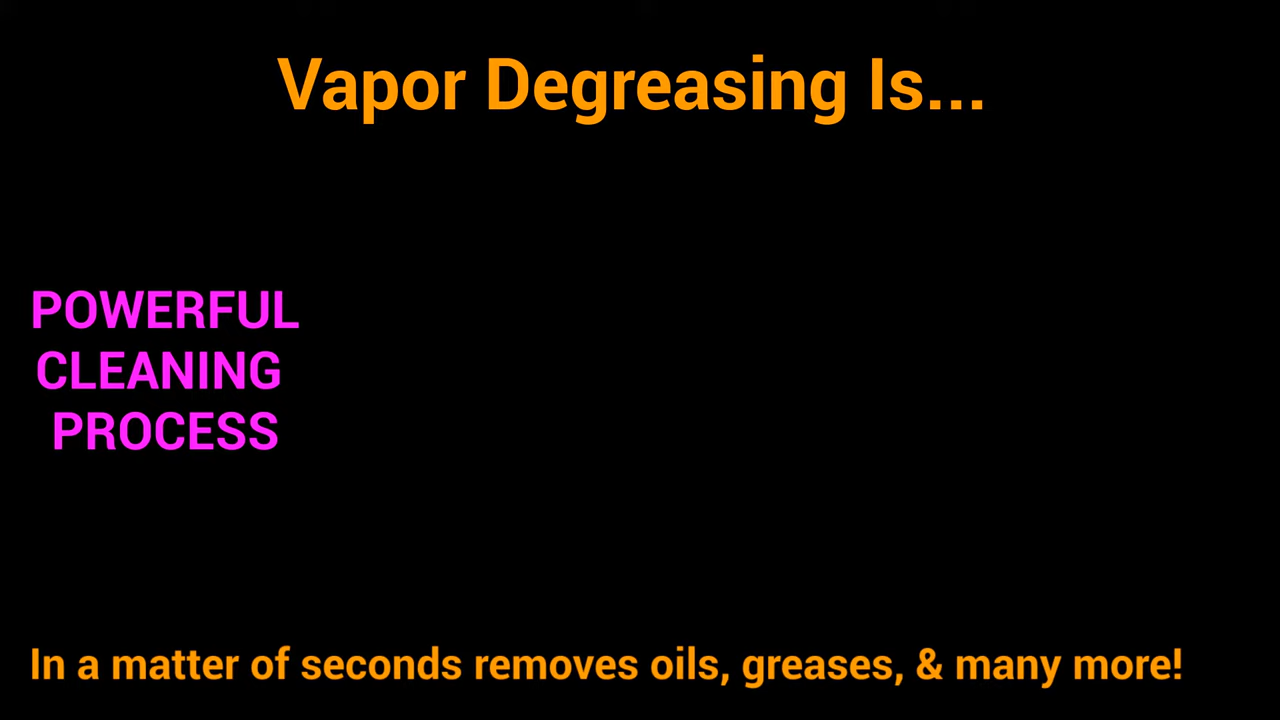 Vapor Degreasing Is...
POWERFUL
CLEANING
PROCESS
In a matter of seconds removes oils, greases, & many more!